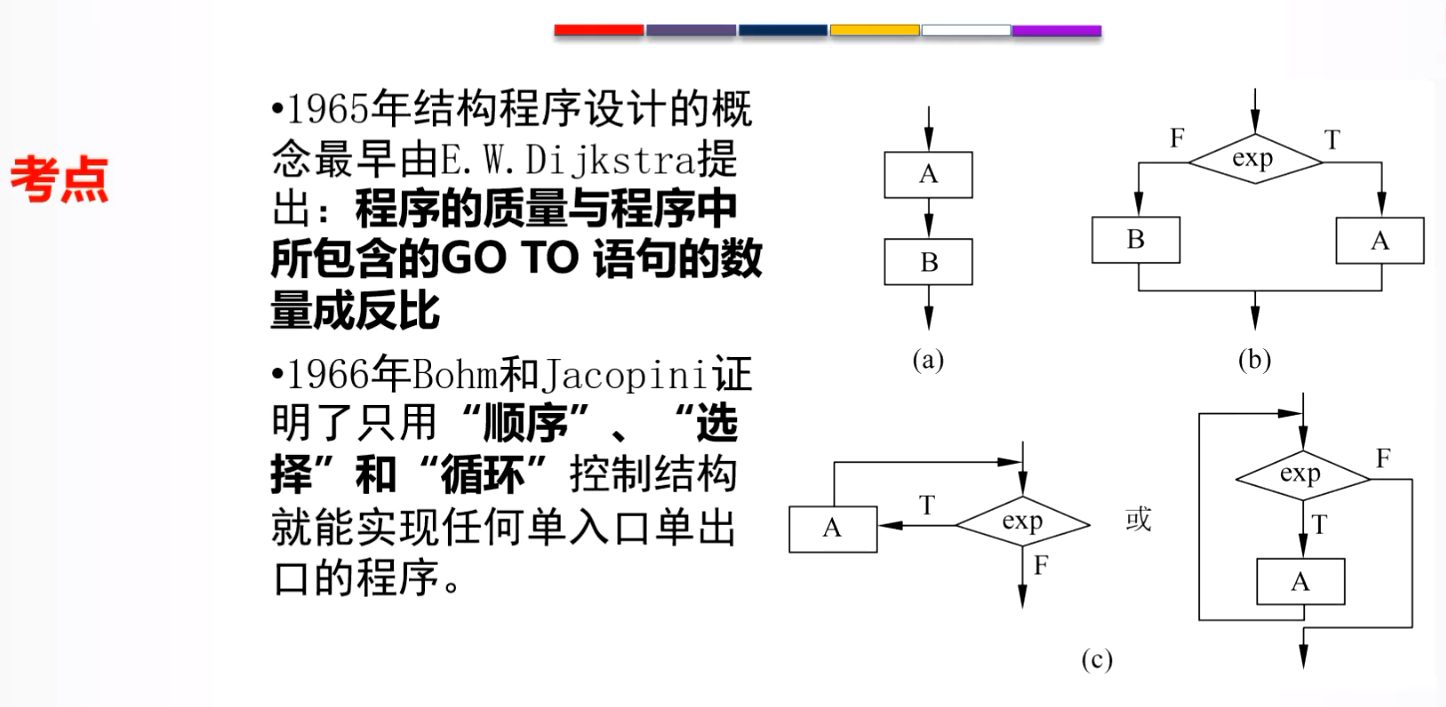 考点
•1965年结构程序设计的概
念最早由E.W.Dijkstra提
出：程序的质量与程序中
所包含的GO TO 语句的数
量成反比
•1966年Bohm和Jacopini证
明了只用“顺序”、“选
择”和“循环”控制结构
就能实现任何单入口单出
口的程序。
A
B
(a)
F
exp
T
B
A
(b)
A
T
exp
F
或
exp
F
T
A
(c)